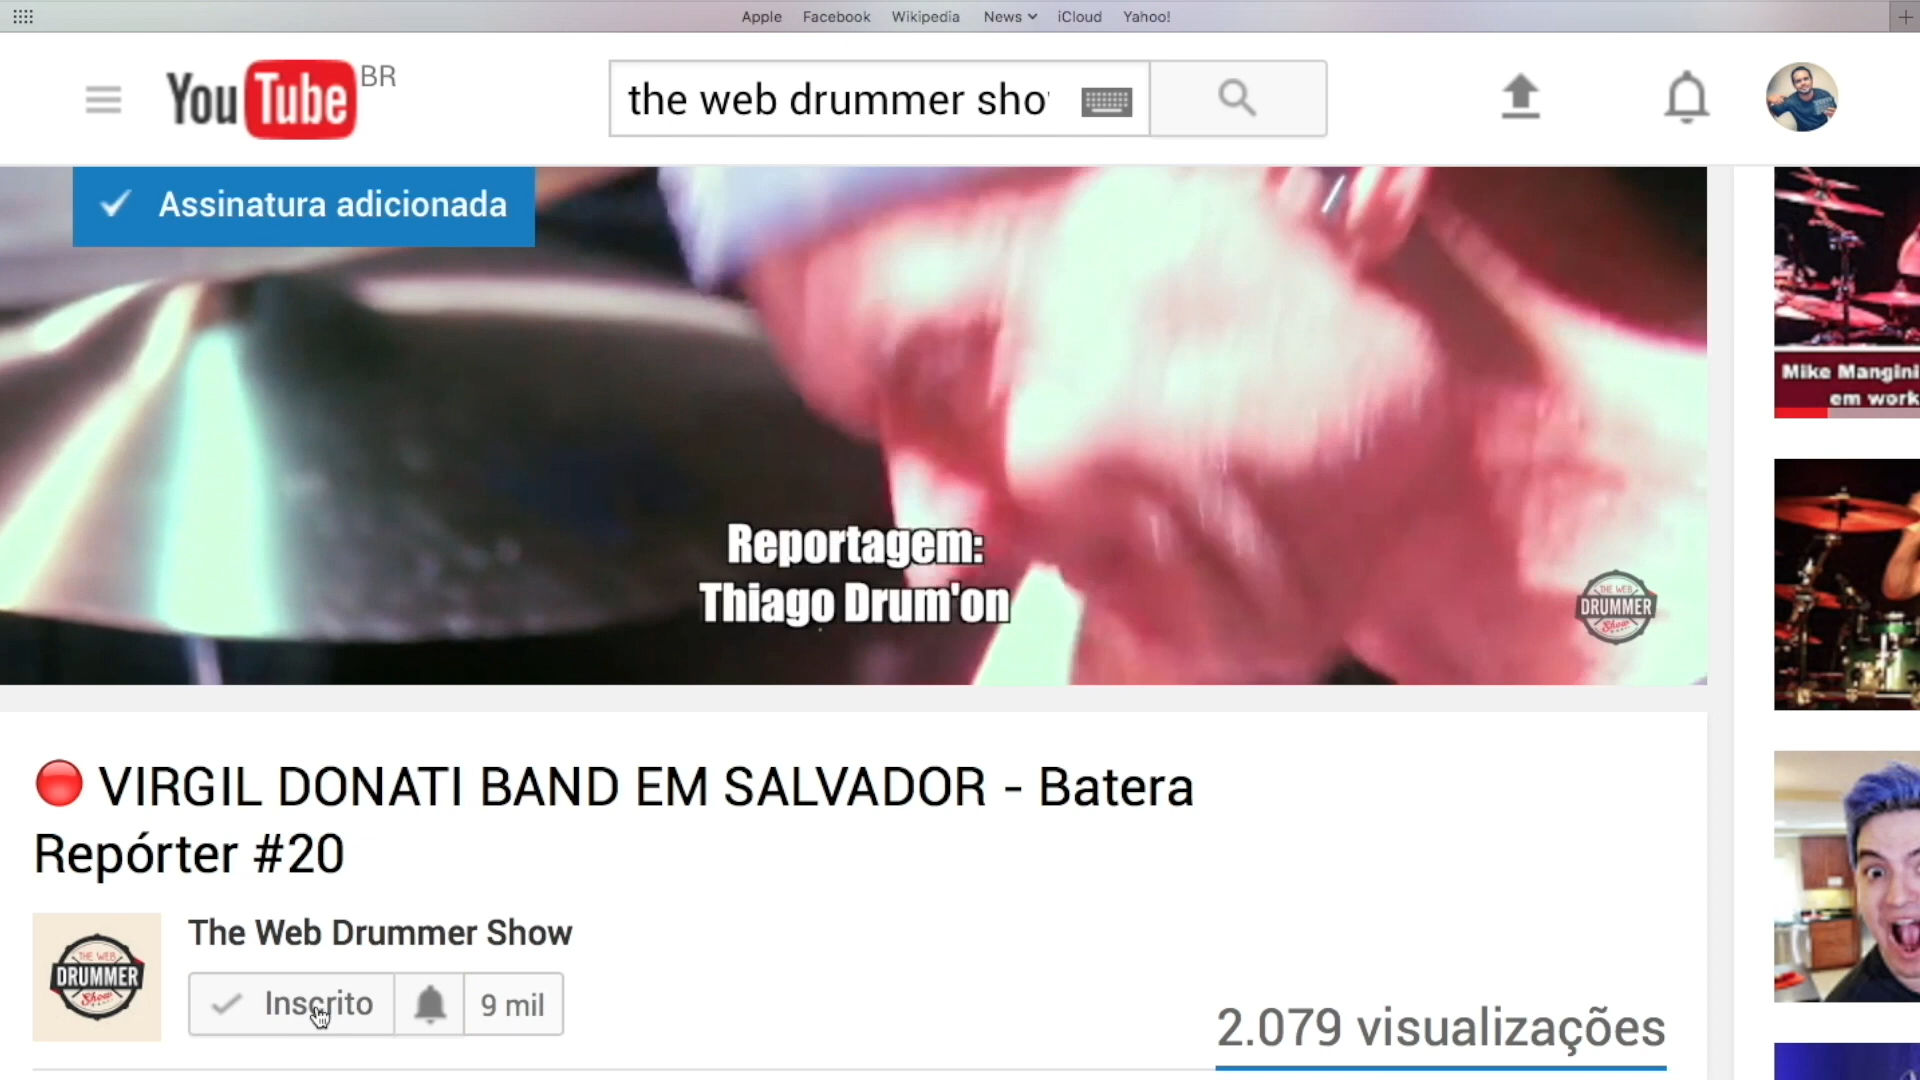 Apple Facebook Wikipedia News iCloud Yahoo!
YouTube BR
the web drummer sho
Assinatura adicionada
Mike Mangini
em work
Reportagem:
Thiago Drum'on
THE WEB
DRUMMER
Show
VIRGIL DONATI BAND EM SALVADOR - Batera
Repórter #20
The Web Drummer Show
THE WEB
DRUMMER
Show
Inscrito 9 mil
2.079 visualizações